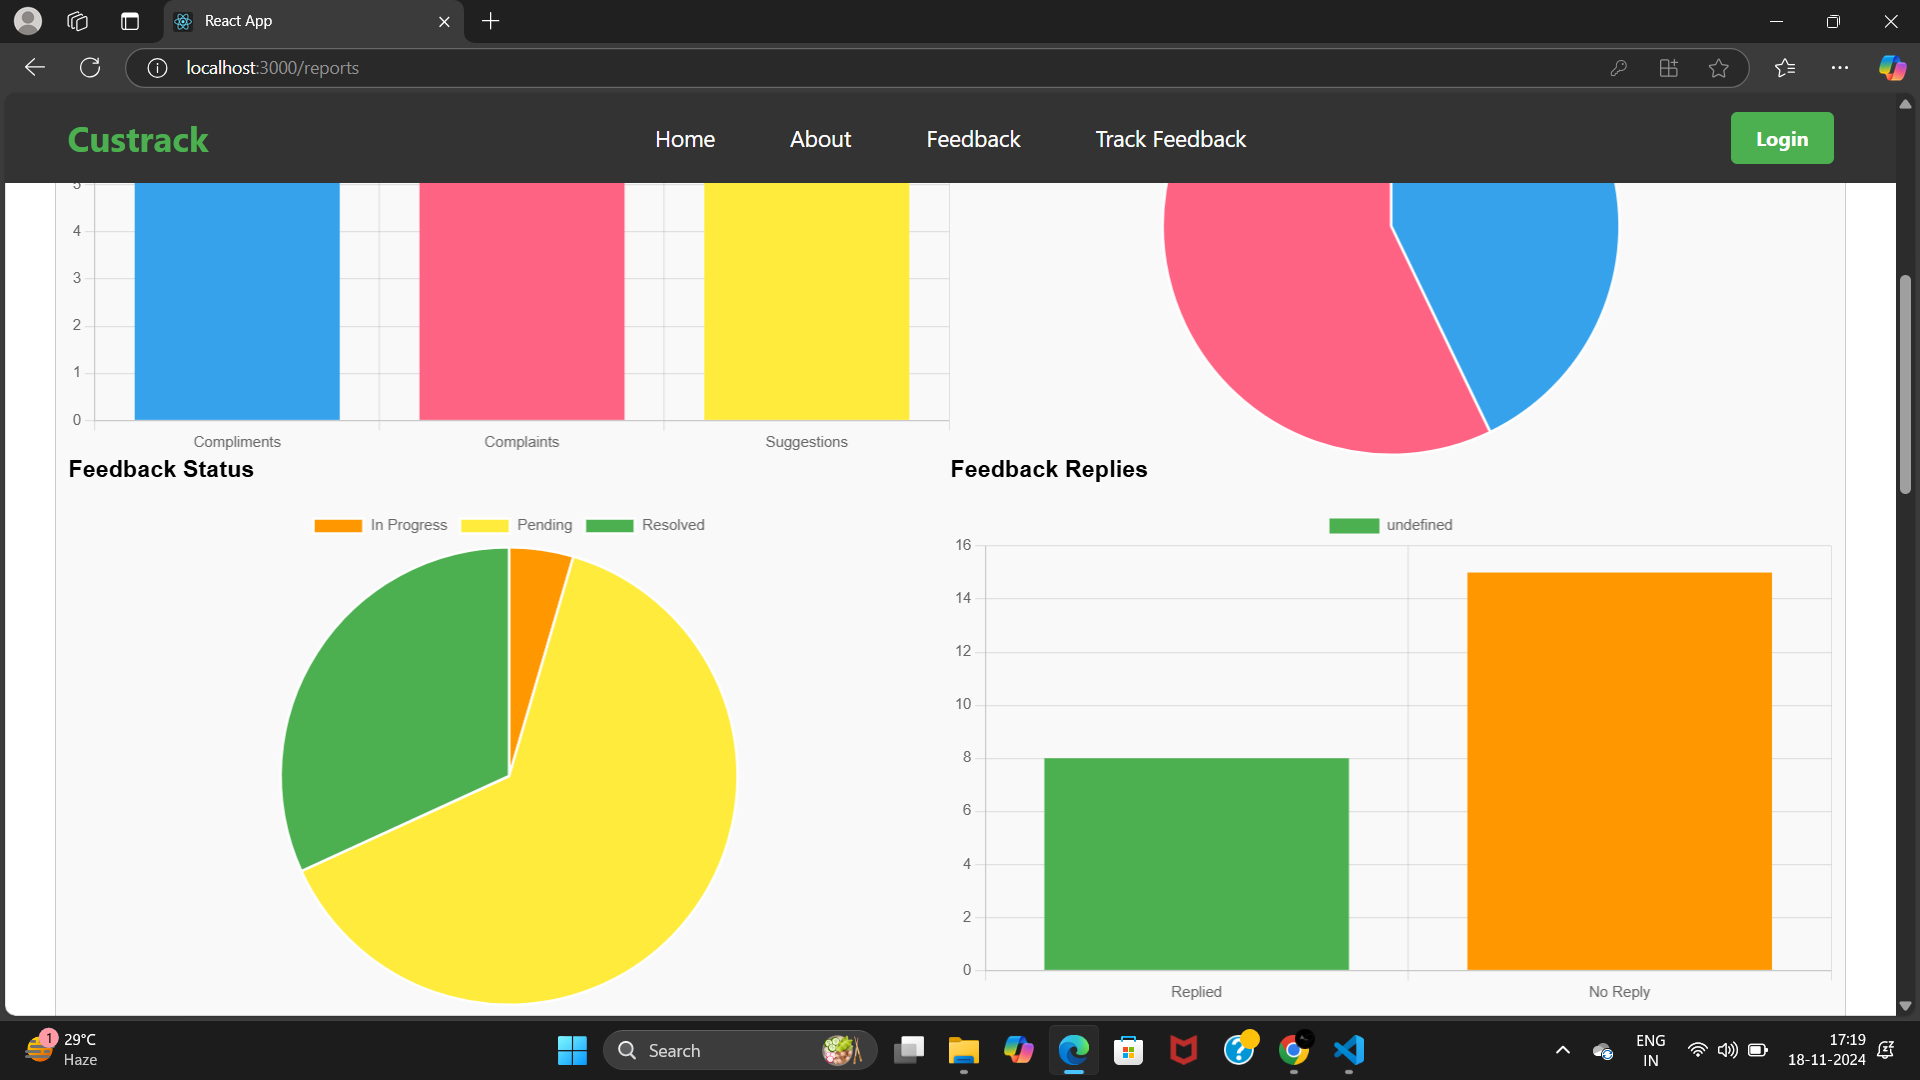 React App
localhost:3000/reports
Custrack
Home About Feedback Track Feedback
Login
5
4
3
2
1
0
Compliments Complaints Suggestions
Feedback Status
In Progress Pending Resolved
Feedback Replies
undefined
16
14
12
10
8
6
4
2
0
Replied No Reply
1
29°C
Haze
Search
ENG
IN
17:19
18-11-2024